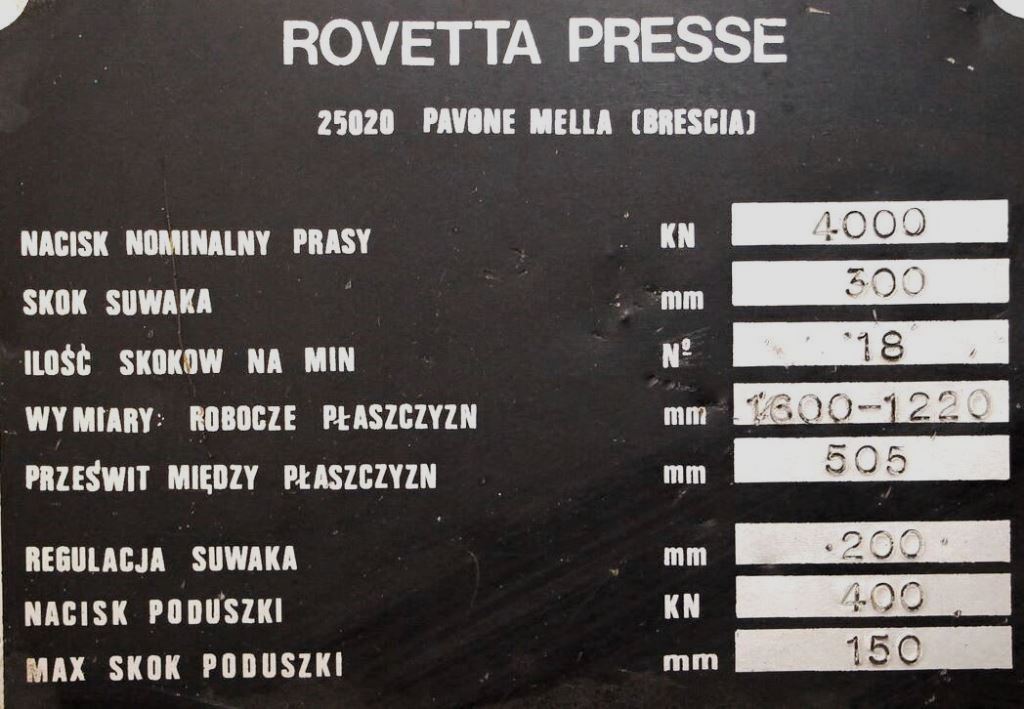 ROVETTA PRESSE
25020 PAVONE MELLA (BRESCIA)
NACISK NOMINALNY PRASY KN 4000
SKOK SUWAKA mm 300
ILOŚĆ SKOKOW NA MIN Nº 18
WYMIARY ROBOCZE PŁASZCZYZN mm 1600-1220
PRZEŚWIT MIĘDZY PŁASZCZYZN mm 505
REGULACJA SUWAKA mm 200
NACISK PODUSZKI KN 400
MAX SKOK PODUSZKI mm 150